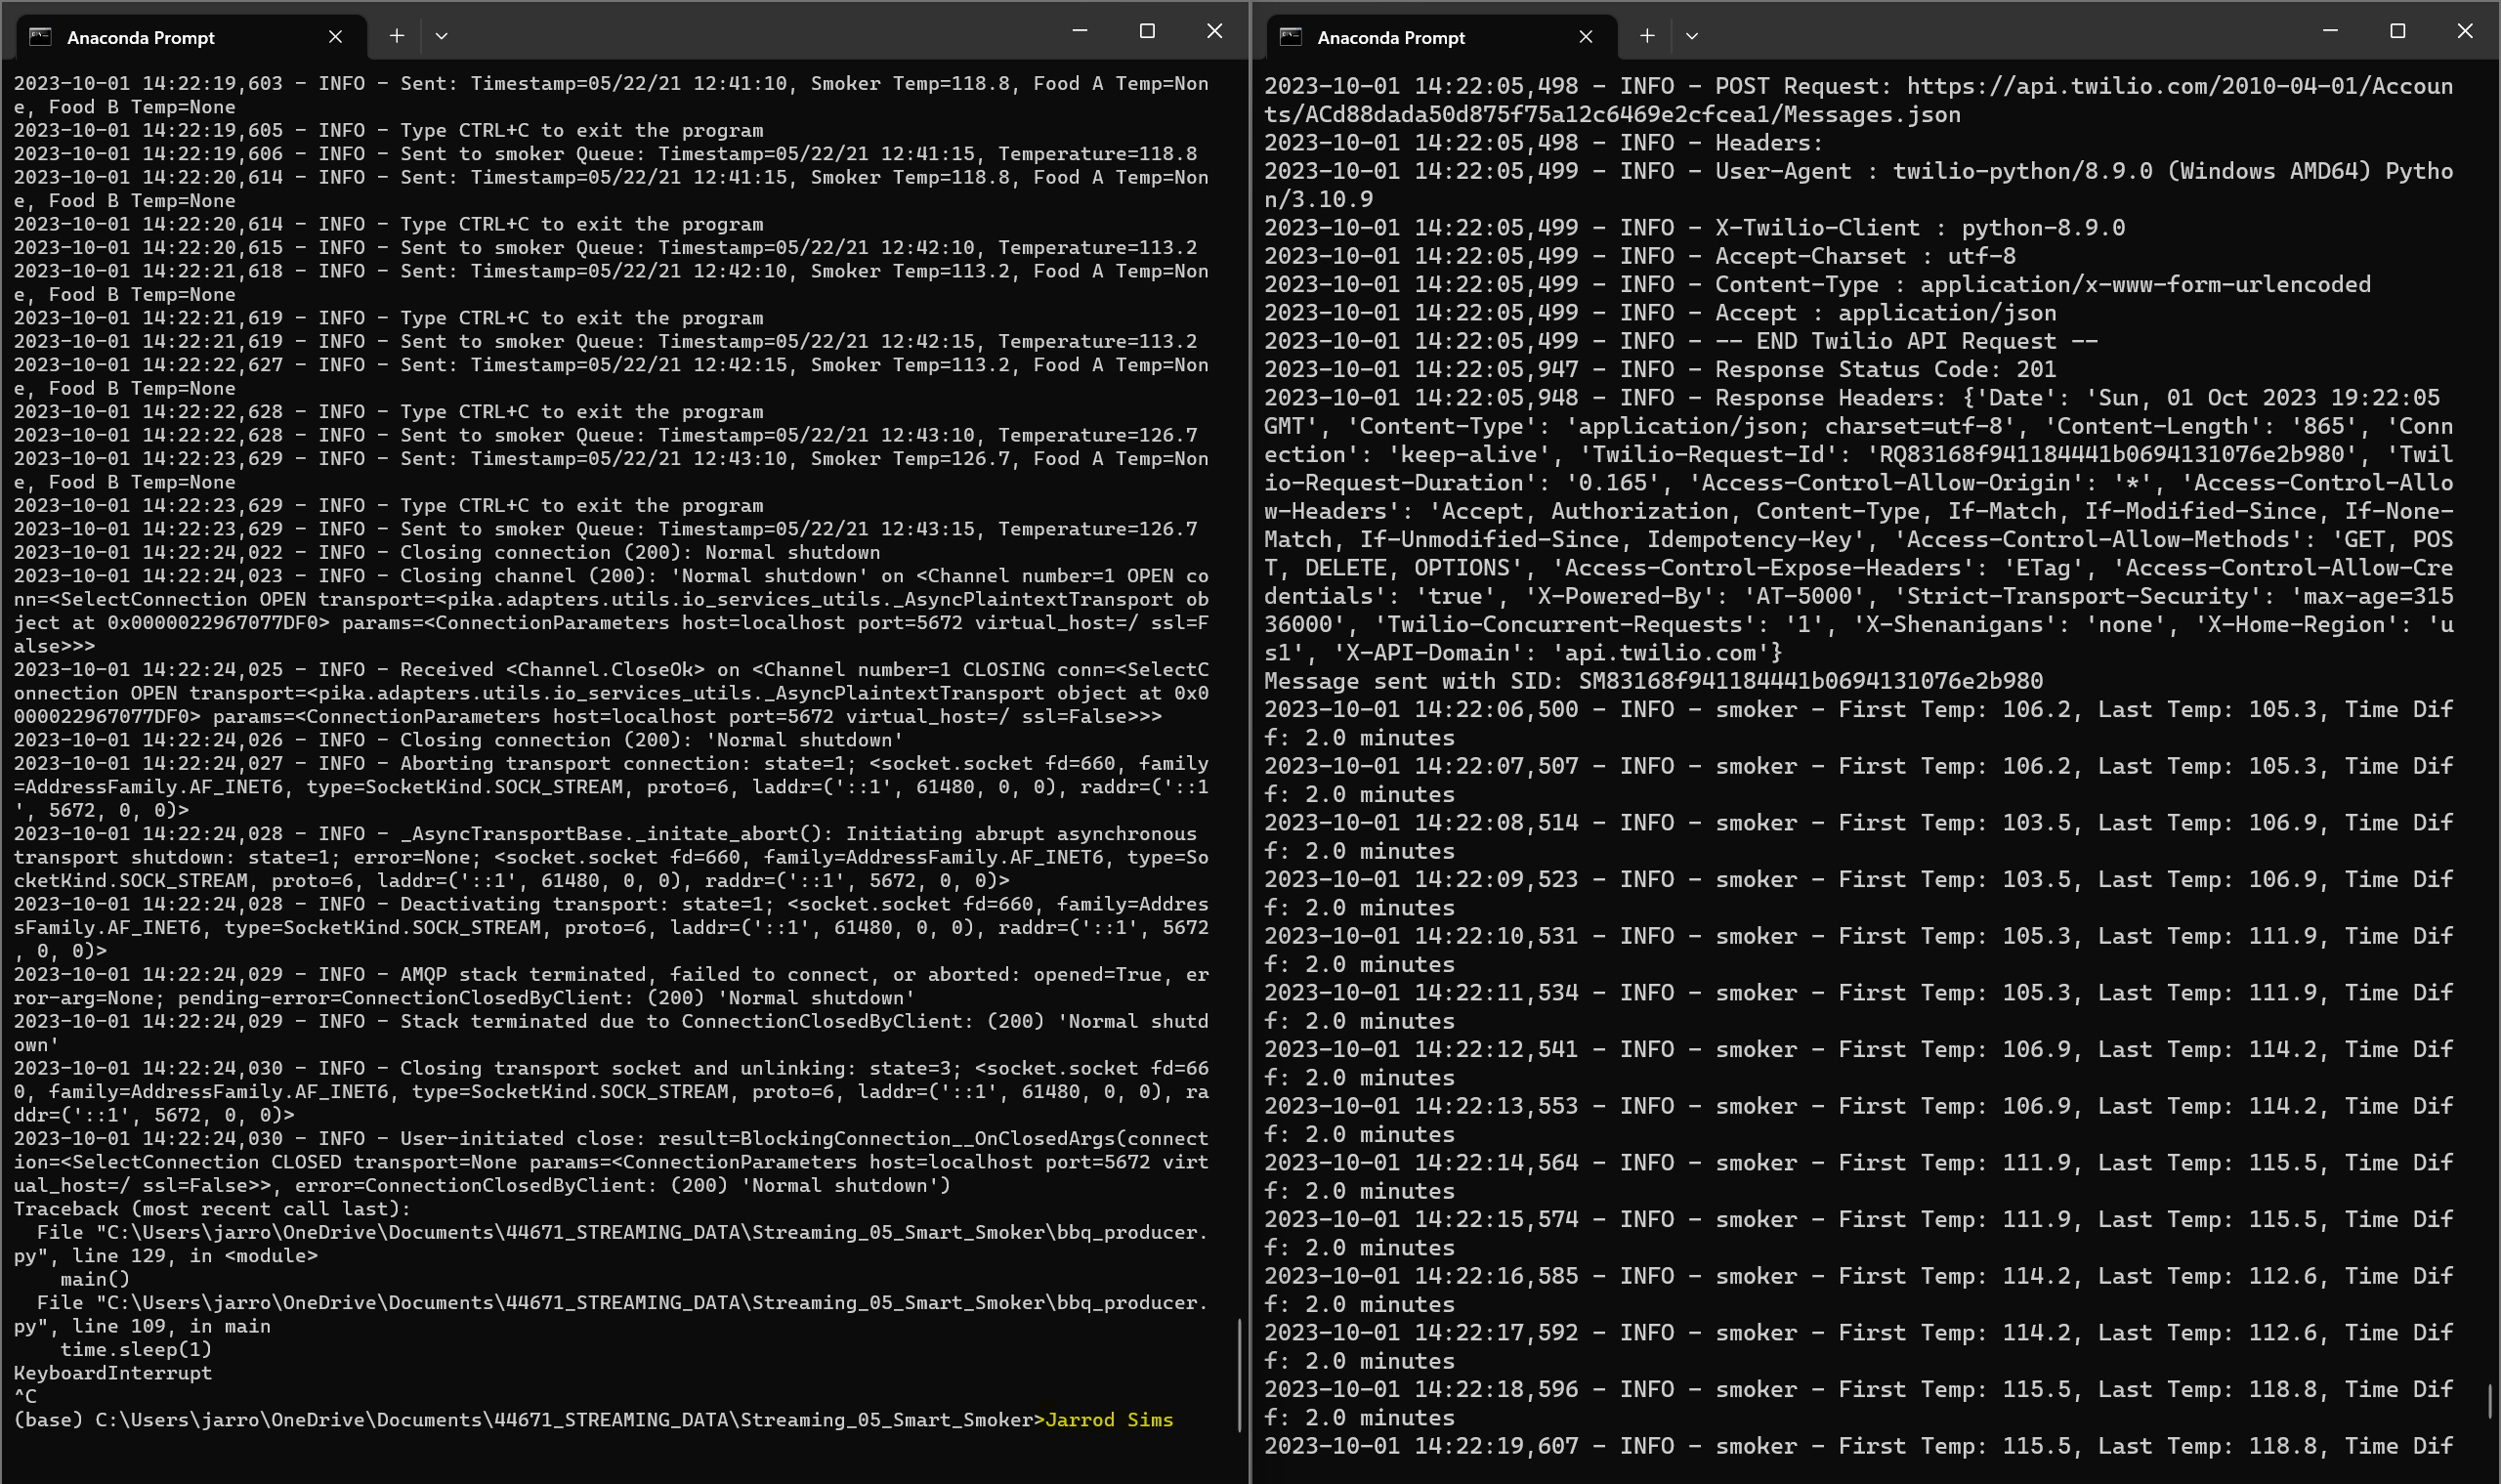 Anaconda Prompt
2023-10-01 14:22:19,603 - INFO - Sent: Timestamp=05/22/21 12:41:10, Smoker Temp=118.8, Food A Temp=Non
e, Food B Temp=None
2023-10-01 14:22:19,605 - INFO - Type CTRL+C to exit the program
2023-10-01 14:22:19,606 - INFO - Sent to smoker Queue: Timestamp=05/22/21 12:41:15, Temperature=118.8
2023-10-01 14:22:20,614 - INFO - Sent: Timestamp=05/22/21 12:41:15, Smoker Temp=118.8, Food A Temp=Non
e, Food B Temp=None
2023-10-01 14:22:20,614 - INFO - Type CTRL+C to exit the program
2023-10-01 14:22:20,615 - INFO - Sent to smoker Queue: Timestamp=05/22/21 12:42:10, Temperature=113.2
2023-10-01 14:22:21,618 - INFO - Sent: Timestamp=05/22/21 12:42:10, Smoker Temp=113.2, Food A Temp=Non
e, Food B Temp=None
2023-10-01 14:22:21,619 - INFO - Type CTRL+C to exit the program
2023-10-01 14:22:21,619 - INFO - Sent to smoker Queue: Timestamp=05/22/21 12:42:15, Temperature=113.2
2023-10-01 14:22:22,627 - INFO - Sent: Timestamp=05/22/21 12:42:15, Smoker Temp=113.2, Food A Temp=Non
e, Food B Temp=None
2023-10-01 14:22:22,628 - INFO - Type CTRL+C to exit the program
2023-10-01 14:22:22,628 - INFO - Sent to smoker Queue: Timestamp=05/22/21 12:43:10, Temperature=126.7
2023-10-01 14:22:23,629 - INFO - Sent: Timestamp=05/22/21 12:43:10, Smoker Temp=126.7, Food A Temp=Non
e, Food B Temp=None
2023-10-01 14:22:23,629 - INFO - Type CTRL+C to exit the program
2023-10-01 14:22:23,629 - INFO - Sent to smoker Queue: Timestamp=05/22/21 12:43:15, Temperature=126.7
2023-10-01 14:22:24,022 - INFO - Closing connection (200): Normal shutdown
2023-10-01 14:22:24,023 - INFO - Closing channel (200): 'Normal shutdown' on <Channel number=1 OPEN co
nn=<SelectConnection OPEN transport=<pika.adapters.utils.io_services_utils._AsyncPlaintextTransport ob
ject at 0x0000022967077DF0> params=<ConnectionParameters host=localhost port=5672 virtual_host=/ ssl=F
alse>>>
2023-10-01 14:22:24,025 - INFO - Received <Channel.CloseOk> on <Channel number=1 CLOSING conn=<SelectC
onnection OPEN transport=<pika.adapters.utils.io_services_utils._AsyncPlaintextTransport object at 0x0
000022967077DF0> params=<ConnectionParameters host=localhost port=5672 virtual_host=/ ssl=False>>>
2023-10-01 14:22:24,026 - INFO - Closing connection (200): 'Normal shutdown'
2023-10-01 14:22:24,027 - INFO - Aborting transport connection: state=1; <socket.socket fd=660, family
=AddressFamily.AF_INET6, type=SocketKind.SOCK_STREAM, proto=6, laddr=('::1', 61480, 0, 0), raddr=('::1
', 5672, 0, 0)>
2023-10-01 14:22:24,028 - INFO - _AsyncTransportBase._initate_abort(): Initiating abrupt asynchronous
transport shutdown: state=1; error=None; <socket.socket fd=660, family=AddressFamily.AF_INET6, type=So
cketKind.SOCK_STREAM, proto=6, laddr=('::1', 61480, 0, 0), raddr=('::1', 5672, 0, 0)>
2023-10-01 14:22:24,028 - INFO - Deactivating transport: state=1; <socket.socket fd=660, family=Addres
sFamily.AF_INET6, type=SocketKind.SOCK_STREAM, proto=6, laddr=('::1', 61480, 0, 0), raddr=('::1', 5672
, 0, 0)>
2023-10-01 14:22:24,029 - INFO - AMQP stack terminated, failed to connect, or aborted: opened=True, er
ror-arg=None; pending-error=ConnectionClosedByClient: (200) 'Normal shutdown'
2023-10-01 14:22:24,029 - INFO - Stack terminated due to ConnectionClosedByClient: (200) 'Normal shutd
own'
2023-10-01 14:22:24,030 - INFO - Closing transport socket and unlinking: state=3; <socket.socket fd=66
0, family=AddressFamily.AF_INET6, type=SocketKind.SOCK_STREAM, proto=6, laddr=('::1', 61480, 0, 0), ra
ddr=('::1', 5672, 0, 0)>
2023-10-01 14:22:24,030 - INFO - User-initiated close: result=BlockingConnection__OnClosedArgs(connect
ion=<SelectConnection CLOSED transport=None params=<ConnectionParameters host=localhost port=5672 virt
ual_host=/ ssl=False>>, error=ConnectionClosedByClient: (200) 'Normal shutdown')
Traceback (most recent call last):
  File "C:\Users\jarro\OneDrive\Documents\44671_STREAMING_DATA\Streaming_05_Smart_Smoker\bbq_producer.
py", line 129, in <module>
    main()
  File "C:\Users\jarro\OneDrive\Documents\44671_STREAMING_DATA\Streaming_05_Smart_Smoker\bbq_producer.
py", line 109, in main
    time.sleep(1)
KeyboardInterrupt
^C
(base) C:\Users\jarro\OneDrive\Documents\44671_STREAMING_DATA\Streaming_05_Smart_Smoker>Jarrod Sims
Anaconda Prompt
2023-10-01 14:22:05,498 - INFO - POST Request: https://api.twilio.com/2010-04-01/Accoun
ts/ACd88dada50d875f75a12c6469e2cfcea1/Messages.json
2023-10-01 14:22:05,498 - INFO - Headers:
2023-10-01 14:22:05,499 - INFO - User-Agent : twilio-python/8.9.0 (Windows AMD64) Pytho
n/3.10.9
2023-10-01 14:22:05,499 - INFO - X-Twilio-Client : python-8.9.0
2023-10-01 14:22:05,499 - INFO - Accept-Charset : utf-8
2023-10-01 14:22:05,499 - INFO - Content-Type : application/x-www-form-urlencoded
2023-10-01 14:22:05,499 - INFO - Accept : application/json
2023-10-01 14:22:05,499 - INFO - -- END Twilio API Request --
2023-10-01 14:22:05,947 - INFO - Response Status Code: 201
2023-10-01 14:22:05,948 - INFO - Response Headers: {'Date': 'Sun, 01 Oct 2023 19:22:05
GMT', 'Content-Type': 'application/json; charset=utf-8', 'Content-Length': '865', 'Conn
ection': 'keep-alive', 'Twilio-Request-Id': 'RQ83168f941184441b0694131076e2b980', 'Twil
io-Request-Duration': '0.165', 'Access-Control-Allow-Origin': '*', 'Access-Control-Allo
w-Headers': 'Accept, Authorization, Content-Type, If-Match, If-Modified-Since, If-None-
Match, If-Unmodified-Since, Idempotency-Key', 'Access-Control-Allow-Methods': 'GET, POS
T, DELETE, OPTIONS', 'Access-Control-Expose-Headers': 'ETag', 'Access-Control-Allow-Cre
dentials': 'true', 'X-Powered-By': 'AT-5000', 'Strict-Transport-Security': 'max-age=315
36000', 'Twilio-Concurrent-Requests': '1', 'X-Shenanigans': 'none', 'X-Home-Region': 'u
s1', 'X-API-Domain': 'api.twilio.com'}
Message sent with SID: SM83168f941184441b0694131076e2b980
2023-10-01 14:22:06,500 - INFO - smoker - First Temp: 106.2, Last Temp: 105.3, Time Dif
f: 2.0 minutes
2023-10-01 14:22:07,507 - INFO - smoker - First Temp: 106.2, Last Temp: 105.3, Time Dif
f: 2.0 minutes
2023-10-01 14:22:08,514 - INFO - smoker - First Temp: 103.5, Last Temp: 106.9, Time Dif
f: 2.0 minutes
2023-10-01 14:22:09,523 - INFO - smoker - First Temp: 103.5, Last Temp: 106.9, Time Dif
f: 2.0 minutes
2023-10-01 14:22:10,531 - INFO - smoker - First Temp: 105.3, Last Temp: 111.9, Time Dif
f: 2.0 minutes
2023-10-01 14:22:11,534 - INFO - smoker - First Temp: 105.3, Last Temp: 111.9, Time Dif
f: 2.0 minutes
2023-10-01 14:22:12,541 - INFO - smoker - First Temp: 106.9, Last Temp: 114.2, Time Dif
f: 2.0 minutes
2023-10-01 14:22:13,553 - INFO - smoker - First Temp: 106.9, Last Temp: 114.2, Time Dif
f: 2.0 minutes
2023-10-01 14:22:14,564 - INFO - smoker - First Temp: 111.9, Last Temp: 115.5, Time Dif
f: 2.0 minutes
2023-10-01 14:22:15,574 - INFO - smoker - First Temp: 111.9, Last Temp: 115.5, Time Dif
f: 2.0 minutes
2023-10-01 14:22:16,585 - INFO - smoker - First Temp: 114.2, Last Temp: 112.6, Time Dif
f: 2.0 minutes
2023-10-01 14:22:17,592 - INFO - smoker - First Temp: 114.2, Last Temp: 112.6, Time Dif
f: 2.0 minutes
2023-10-01 14:22:18,596 - INFO - smoker - First Temp: 115.5, Last Temp: 118.8, Time Dif
f: 2.0 minutes
2023-10-01 14:22:19,607 - INFO - smoker - First Temp: 115.5, Last Temp: 118.8, Time Dif